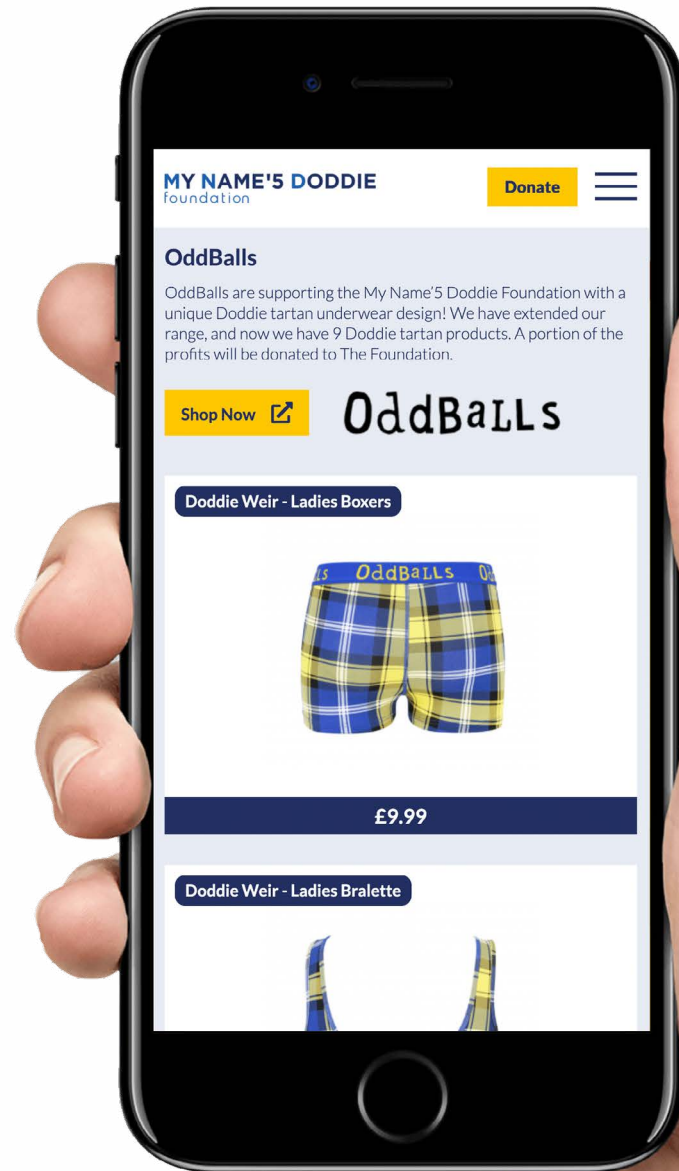 MY NAME'5 DODDIE
foundation
Donate
OddBalls
OddBalls are supporting the My Name'5 Doddie Foundation with a
unique Doddie tartan underwear design! We have extended our
range, and now we have 9 Doddie tartan products. A portion of the
profits will be donated to The Foundation.
Shop Now
OddBaLLs
Doddie Weir - Ladies Boxers
Ls OddBaLLs Od
£9.99
Doddie Weir - Ladies Bralette